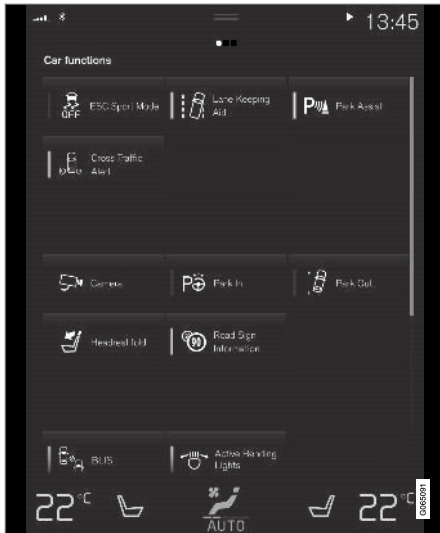 13:45
Car functions
OFF
ESC Sport Mode
Lane Keeping
Aid
P
Park Assist
Cross Traffic
Alert
Camera
P
Park In
Park Out
Headrest fold
90
Road Sign
Information
BLIS
Active Bending
Lights
22°C
AUTO
22°C
G065091